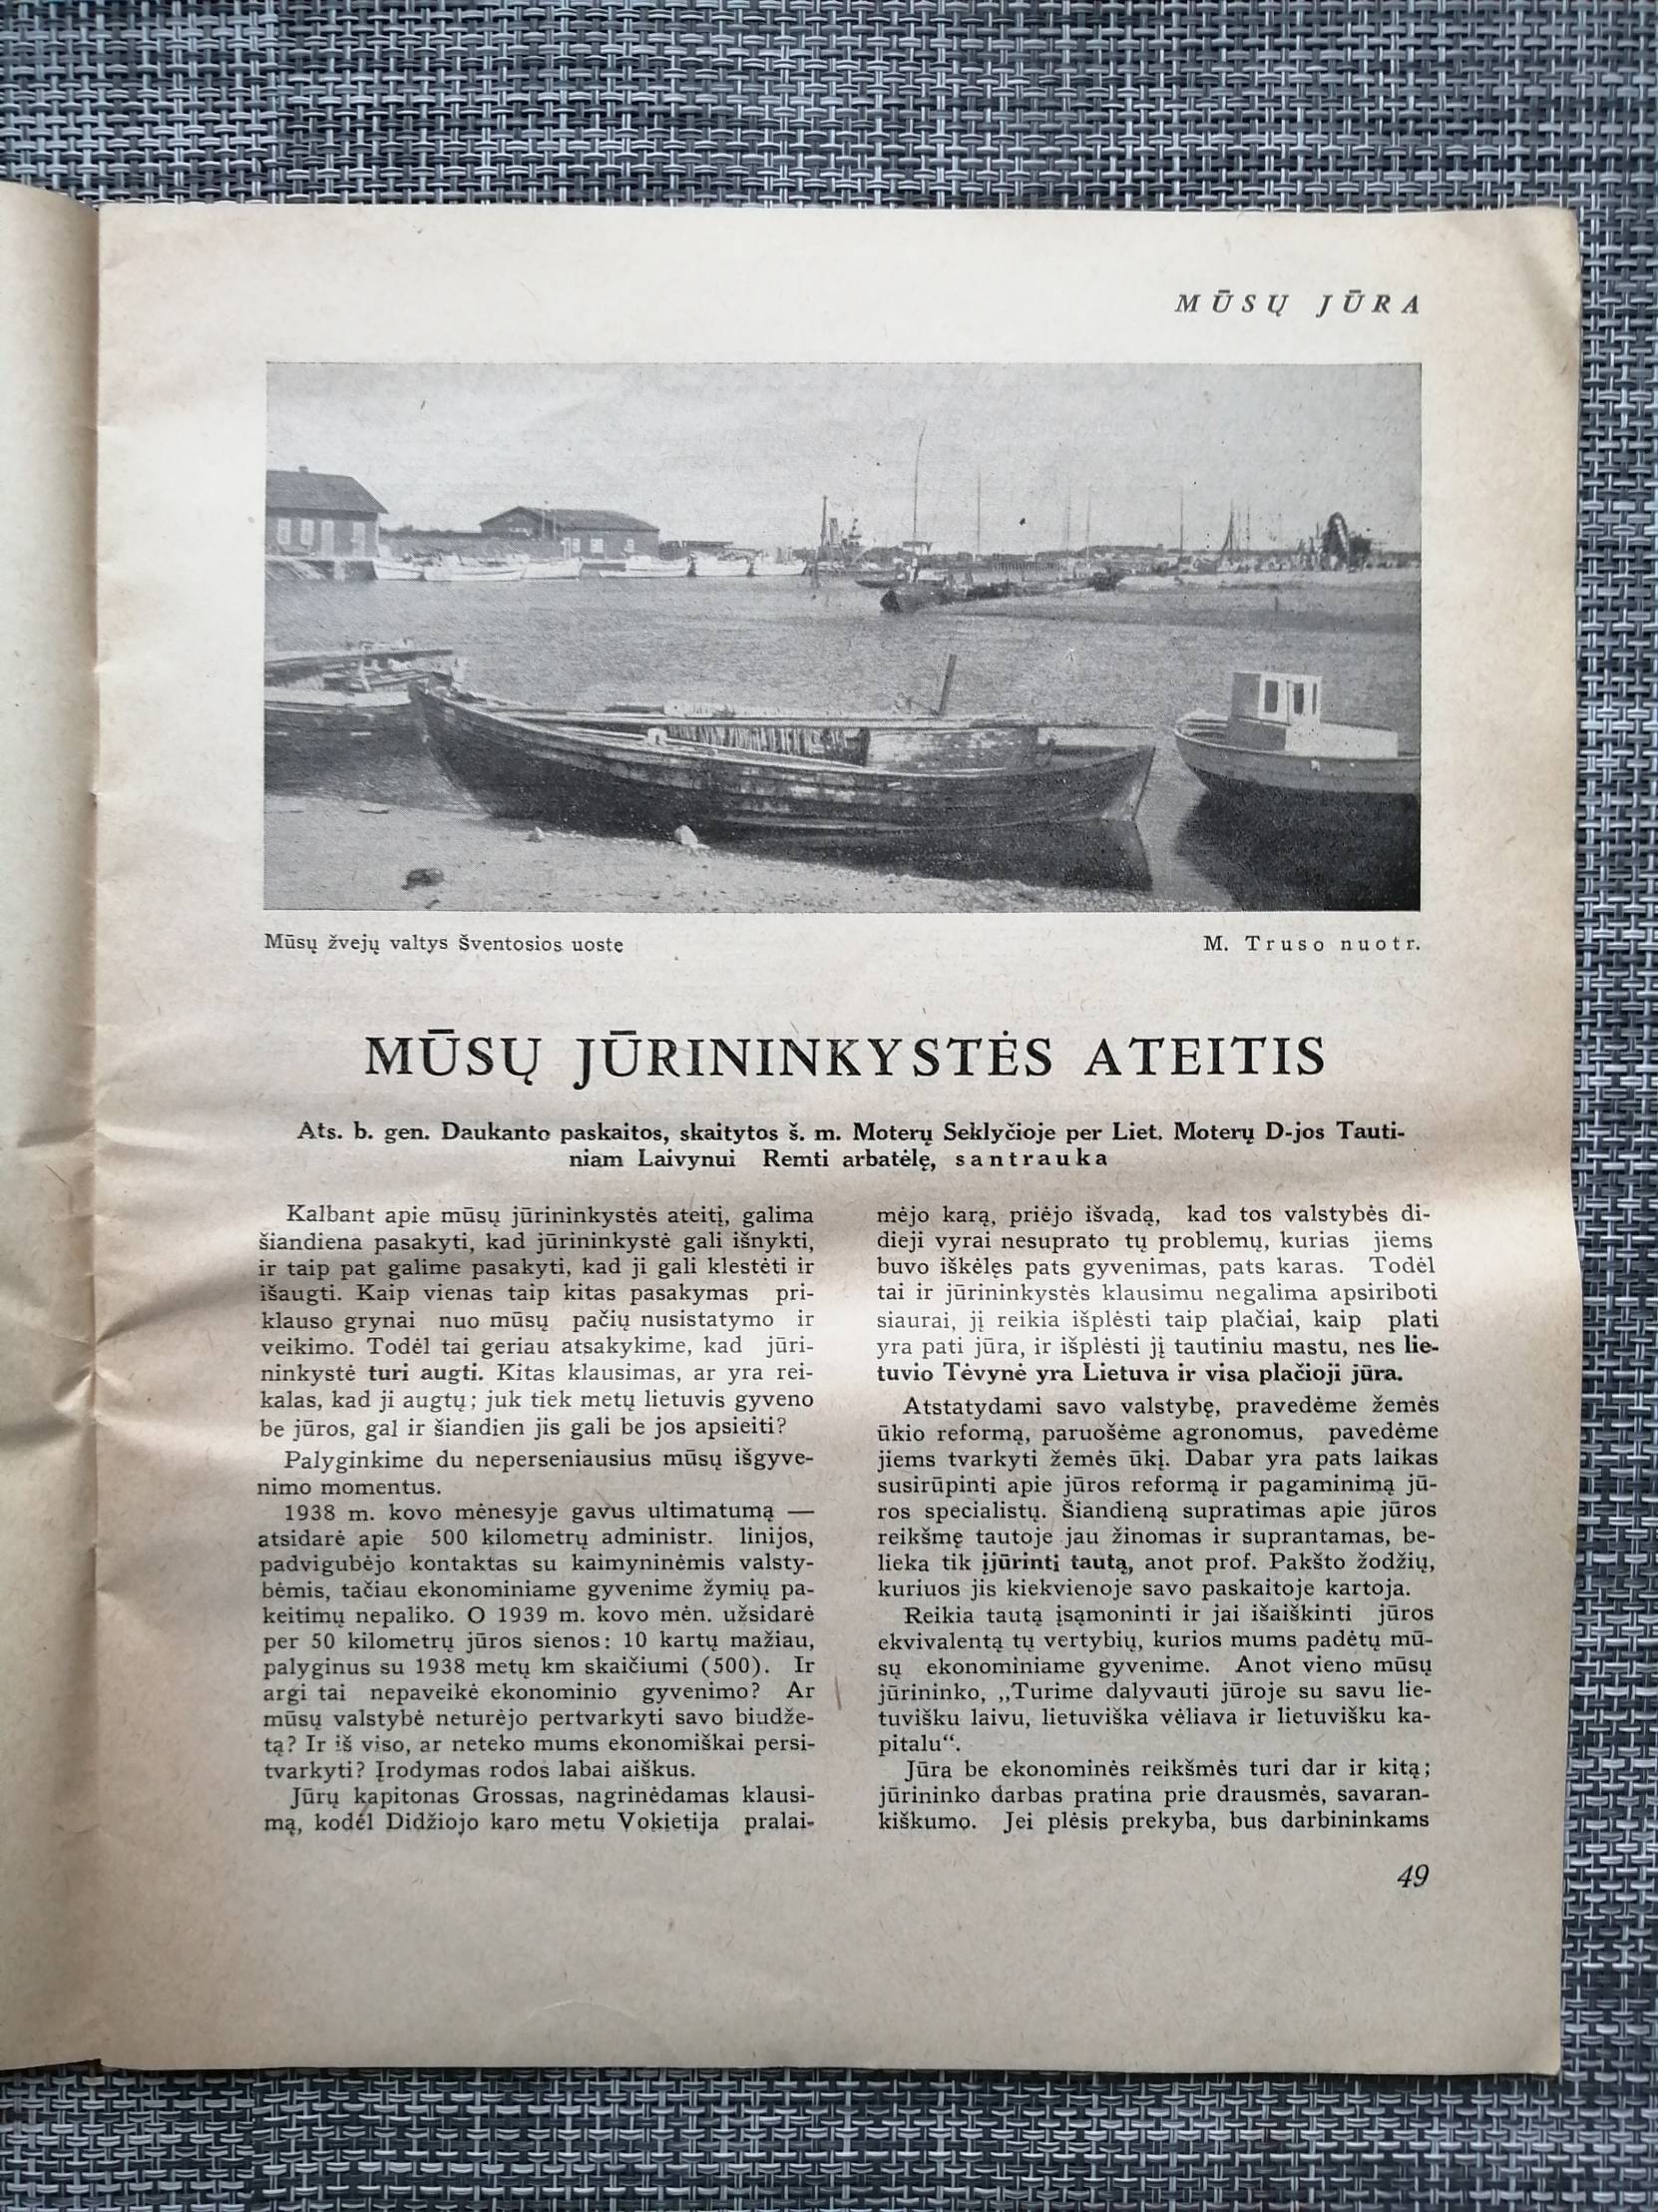 MŪSŲ JŪRA
Mūsų žvejų valtys Šventosios uoste
M. Truso nuotr.
MŪSŲ JŪRININKYSTĖS ATEITIS
Ats. b. gen. Daukanto paskaitos, skaitytos š. m. Moterų Seklyčioje per Liet. Moterų D-jos Tauti-
niam Laivynui Remti arbatėlę, santrauka
Kalbant apie mūsų jūrininkystės ateitį, galima
šiandiena pasakyti, kad jūrininkystė gali išnykti,
ir taip pat galime pasakyti, kad ji gali klestėti ir
išaugti. Kaip vienas taip kitas pasakymas pri-
klauso grynai nuo mūsų pačių nusistatymo ir
veikimo. Todėl tai geriau atsakykime, kad jūri-
ninkystė turi augti. Kitas klausimas, ar yra rei-
kalas, kad ji augtų; juk tiek metų lietuvis gyveno
be jūros, gal ir šiandien jis gali be jos apsieiti?
Palyginkime du neperseniausius mūsų išgyve-
nimo momentus.
1938 m. kovo mėnesyje gavus ultimatumą —
atsidarė apie 500 kilometrų administr. linijos,
padvigubėjo kontaktas su kaimyninėmis valsty-
bėmis, tačiau ekonominiame gyvenime žymių pa-
keitimų nepaliko. O 1939 m. kovo mėn. užsidarė
per 50 kilometrų jūros sienos: 10 kartų mažiau,
palyginus su 1938 metų km skaičiumi (500). Ir
argi tai nepaveikė ekonominio gyvenimo? Ar
mūsų valstybė neturėjo pertvarkyti savo biudže-
tą? Ir iš viso, ar neteko mums ekonomiškai persi-
tvarkyti? Įrodymas rodos labai aiškus.
Jūrų kapitonas Grossas, nagrinėdamas klausi-
mą, kodėl Didžiojo karo metu Vokietija pralai-
mėjo karą, priėjo išvadą, kad tos valstybės di-
dieji vyrai nesuprato tų problemų, kurias jiems
buvo iškėlęs pats gyvenimas, pats karas. Todėl
tai ir jūrininkystės klausimu negalima apsiriboti
siaurai, jį reikia išplėsti taip plačiai, kaip plati
yra pati jūra, ir išplėsti jį tautiniu mastu, nes lie-
tuvio Tėvynė yra Lietuva ir visa plačioji jūra.
Atstatydami savo valstybę, pravedėme žemės
ūkio reformą, paruošėme agronomus, pavedėme
jiems tvarkyti žemės ūkį. Dabar yra pats laikas
susirūpinti apie jūros reformą ir pagaminimą jū-
ros specialistų. Šiandieną supratimas apie jūros
reikšmę tautoje jau žinomas ir suprantamas, be-
lieka tik įjūrinti tautą, anot prof. Pakšto žodžių,
kuriuos jis kiekvienoje savo paskaitoje kartoja.
Reikia tautą įsąmoninti ir jai išaiškinti jūros
ekvivalentą tų vertybių, kurios mums padėtų mū-
sų ekonominiame gyvenime. Anot vieno mūsų
jūrininko, „Turime dalyvauti jūroje su savu lie-
tuvišku laivu, lietuviška vėliava ir lietuvišku ka-
pitalu“.
Jūra be ekonominės reikšmės turi dar ir kitą;
jūrininko darbas pratina prie drausmės, savaran-
kiškumo. Jei plėsis prekyba, bus darbininkams
49